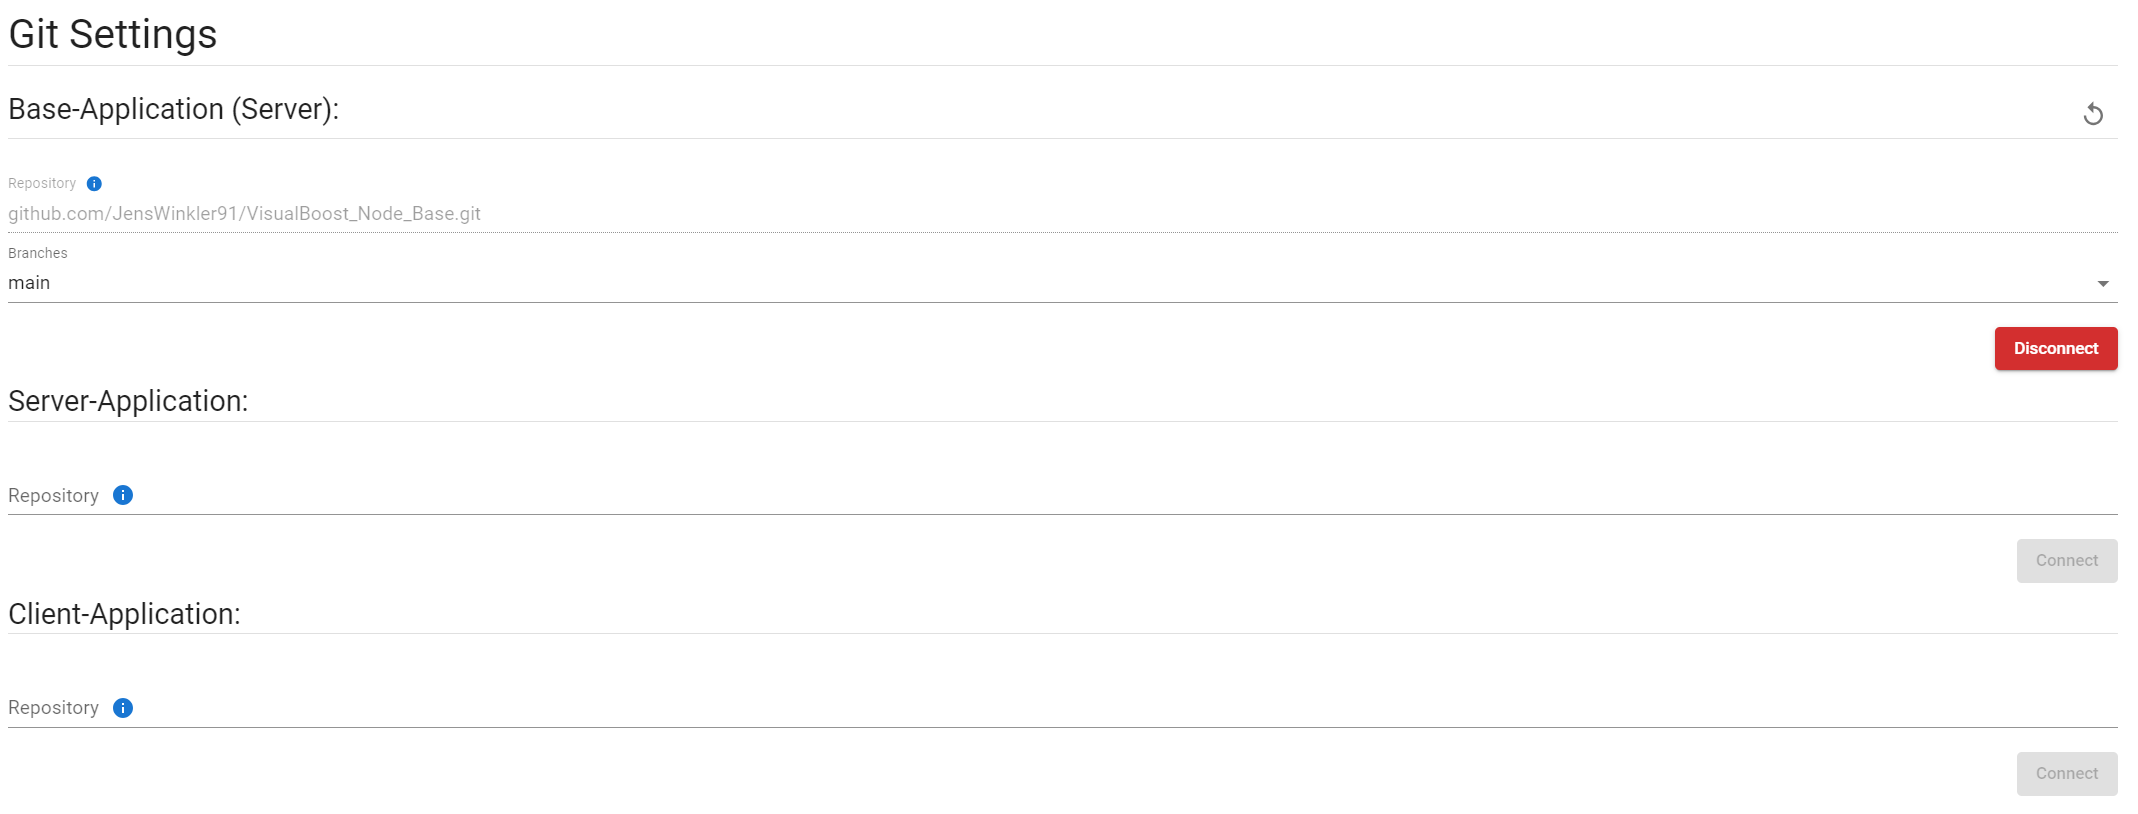 Git Settings
Base-Application (Server):
Repository
github.com/JensWinkler91/VisualBoost_Node_Base.git
Branches
main
Disconnect
Server-Application:
Repository
Connect
Client-Application:
Repository
Connect